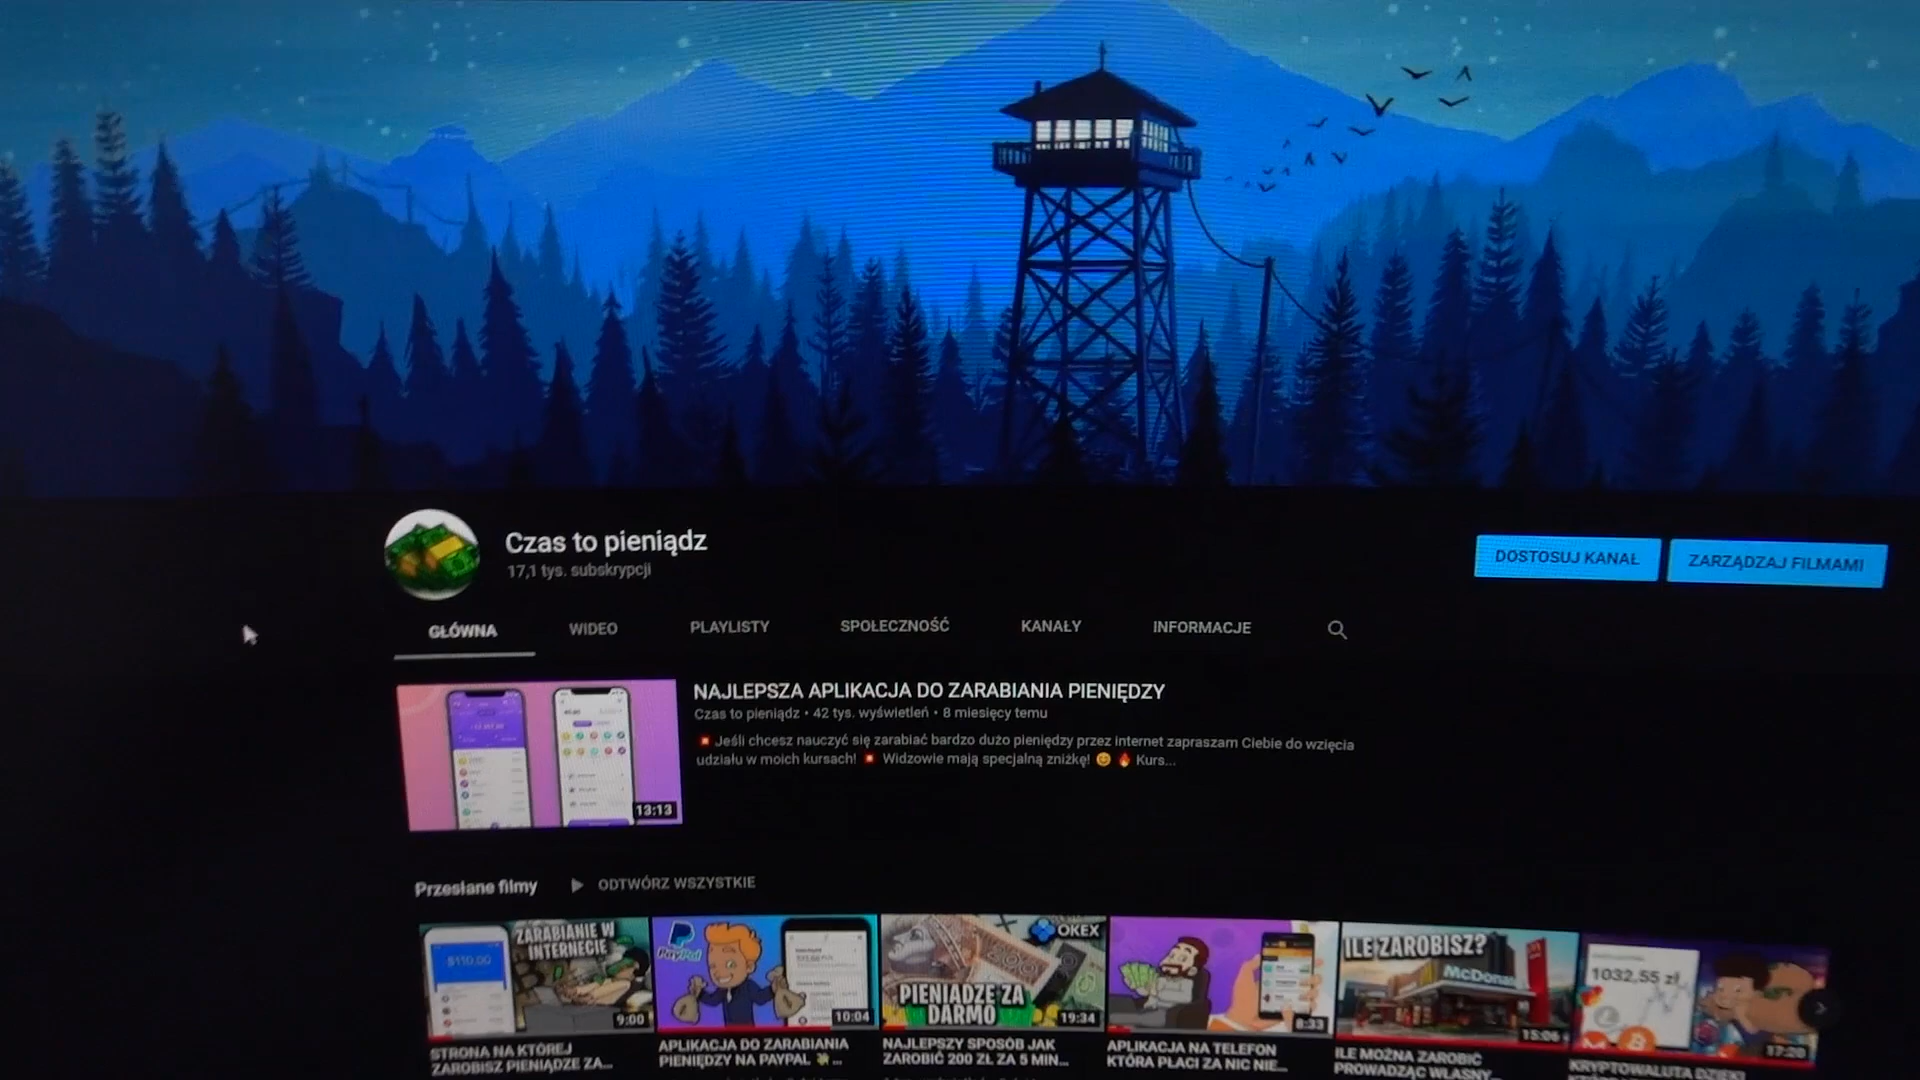 Czas to pieniądz
17,1 tys. subskrypcji
DOSTOSUJ KANAŁ
ZARZĄDZAJ FILMAMI
GŁÓWNA
WIDEO
PLAYLISTY
SPOŁECZNOŚĆ
KANAŁY
INFORMACJE
13:13
NAJLEPSZA APLIKACJA DO ZARABIANIA PIENIĘDZY
Czas to pieniądz • 42 tys. wyświetleń • 8 miesięcy temu
Jeśli chcesz nauczyć się zarabiać bardzo dużo pieniędzy przez internet zapraszam Ciebie do wzięcia
udziału w moich kursach! Widzowie mają specjalną zniżkę! Kurs...
Przesłane filmy
ODTWÓRZ WSZYSTKIE
$110.00
ZARABIANIE W
INTERNECIE
9:00
STRONA NA KTÓREJ
ZAROBISZ PIENIĄDZE ZA...
PayPal
10:04
APLIKACJA DO ZARABIANIA
PIENIĘDZY NA PAYPAL ...
OKEX
PIENIĄDZE ZA
DARMO
19:34
NAJLEPSZY SPOSÓB JAK
ZAROBIĆ 200 ZŁ ZA 5 MIN...
8:33
APLIKACJA NA TELEFON
KTÓRA PŁACI ZA NIC NIE...
ILE ZAROBISZ?
McDonal
15:06
ILE MOŻNA ZAROBIĆ
PROWADZĄC WŁASNY...
1032,55 zł
17:20
KRYPTOWALUTA DZIĘKI